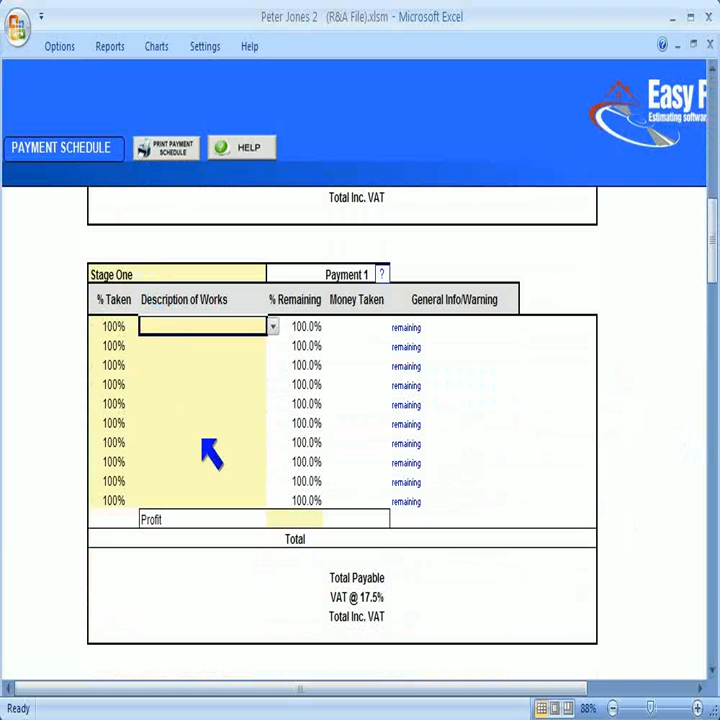 Peter Jones 2 (R&A File).xlsm - Microsoft Excel
Options Reports Charts Settings Help
Easy
Estimating software
PAYMENT SCHEDULE
PRINT PAYMENT SCHEDULE
HELP
Total Inc. VAT
Stage One Payment 1 ?
% Taken Description of Works % Remaining Money Taken General Info/Warning
100% 100.0% remaining
100% 100.0% remaining
100% 100.0% remaining
100% 100.0% remaining
100% 100.0% remaining
100% 100.0% remaining
100% 100.0% remaining
100% 100.0% remaining
100% 100.0% remaining
100% 100.0% remaining
Profit
Total
Total Payable
VAT @ 17.5%
Total Inc. VAT
Ready 88%